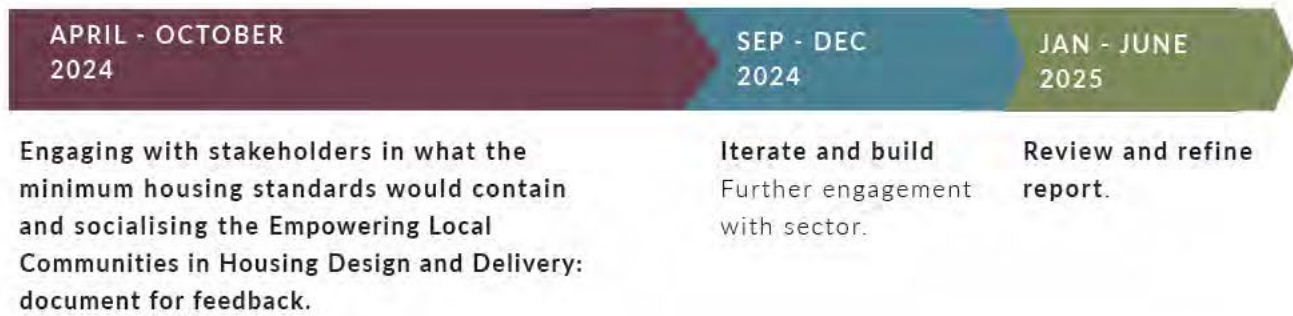 APRIL - OCTOBER
2024
SEP - DEC
2024
JAN - JUNE
2025
Engaging with stakeholders in what the
minimum housing standards would contain
and socialising the Empowering Local
Communities in Housing Design and Delivery:
document for feedback.
Iterate and build
Further engagement
with sector.
Review and refine
report.